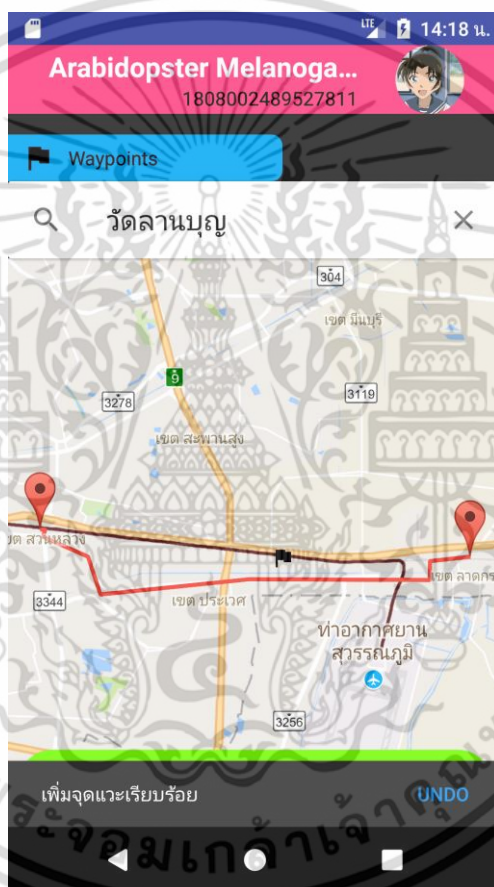 LTE 14:18 น.
Arabidopster Melanoga...
1808002489527811
Waypoints
วัดลานบุญ
304
เขต มีนบุรี
9
3278
3119
เขต สะพานสูง
ขต สวนหลวง
เขต ลาดกร
3344
เขต ประเวศ
ท่าอากาศยาน
สุวรรณภูมิ
3256
เพิ่มจุดแวะเรียบร้อย UNDO